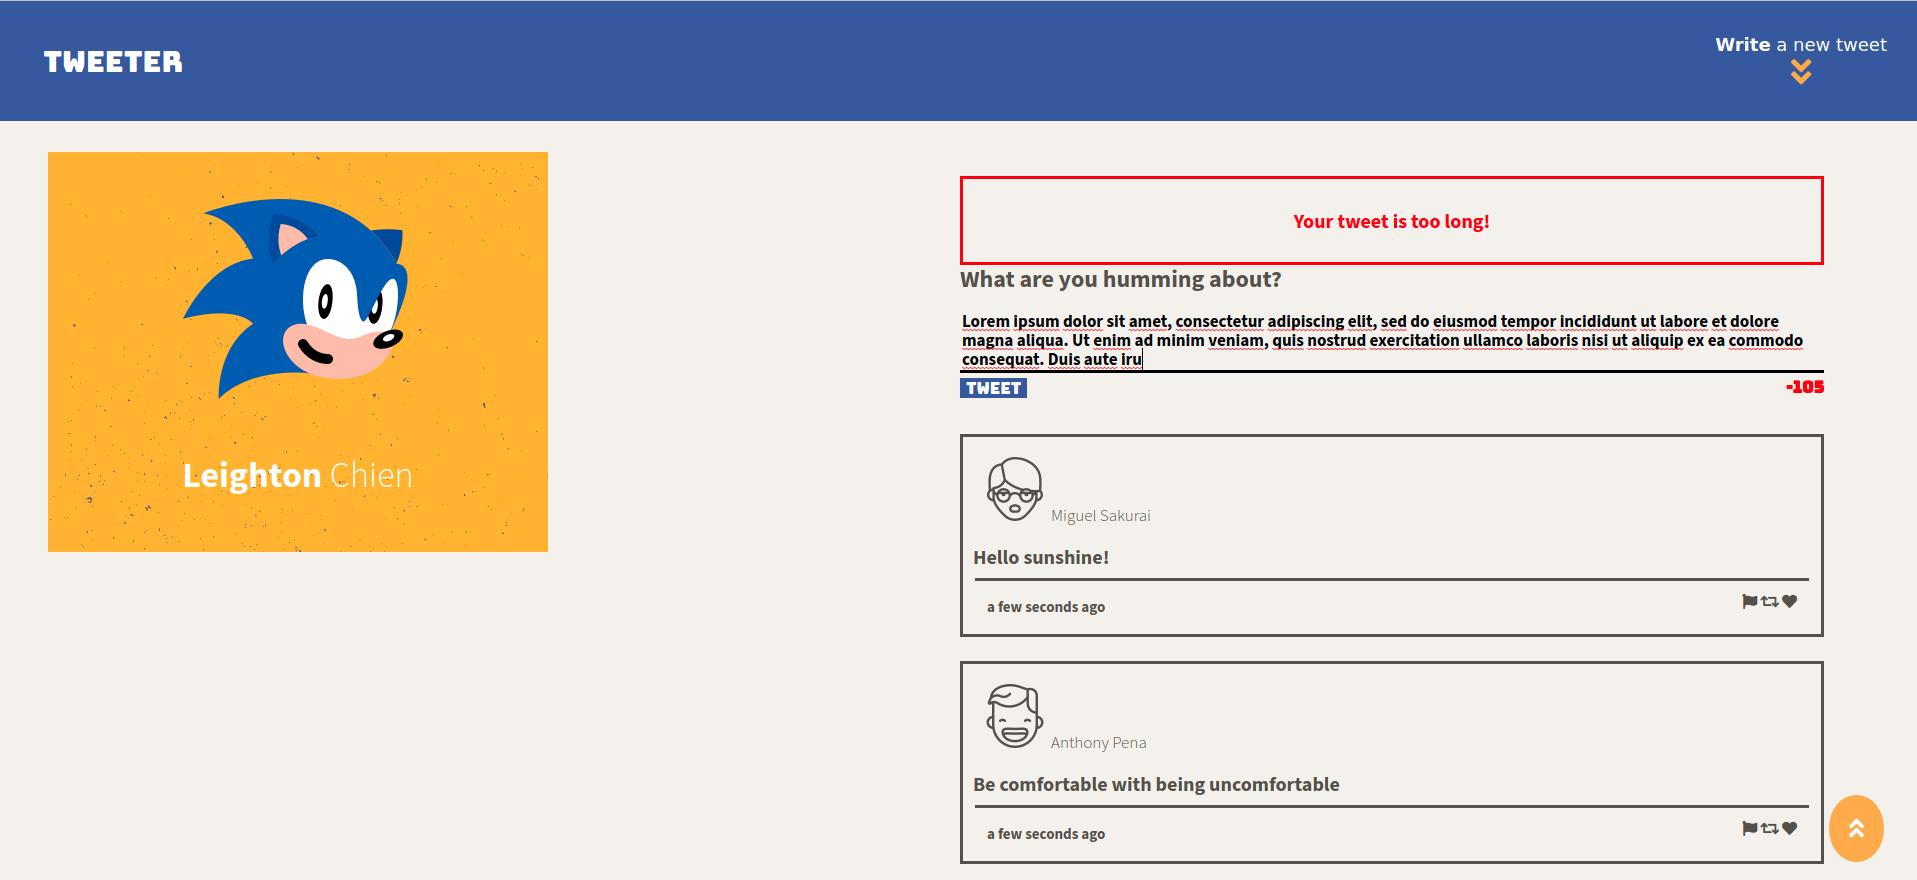 TWEETER
Write a new tweet
Leighton Chien
Your tweet is too long!
What are you humming about?
Lorem ipsum dolor sit amet, consectetur adipiscing elit, sed do eiusmod tempor incididunt ut labore et dolore
magna aliqua. Ut enim ad minim veniam, quis nostrud exercitation ullamco laboris nisi ut aliquip ex ea commodo
consequat. Duis aute iru
TWEET
-105
Miguel Sakurai
Hello sunshine!
a few seconds ago
Anthony Pena
Be comfortable with being uncomfortable
a few seconds ago